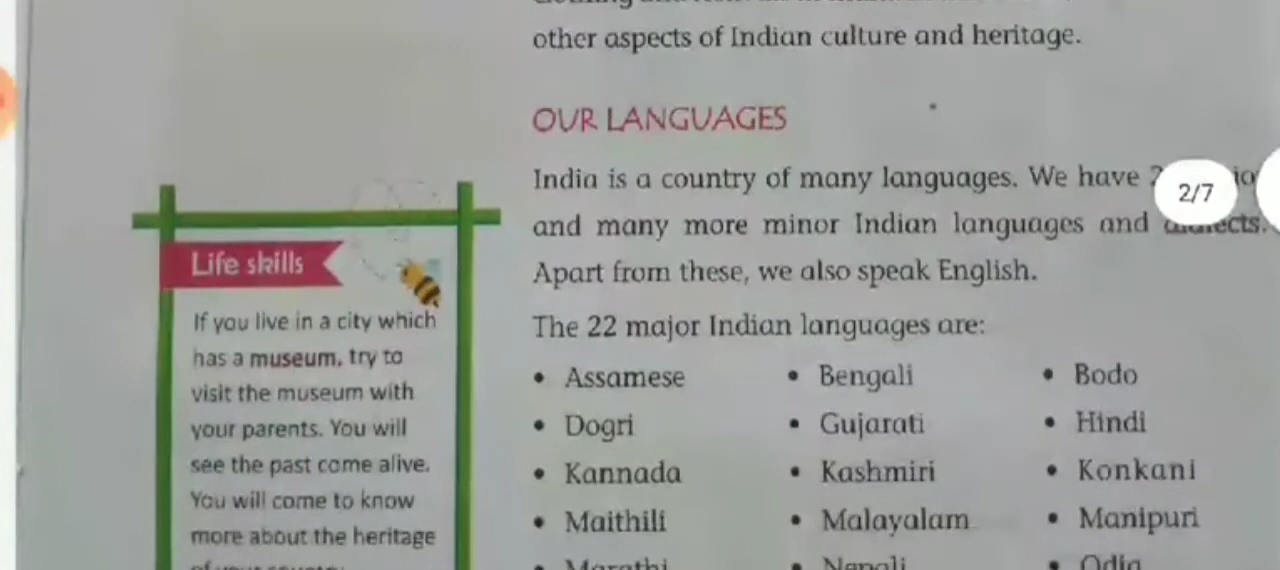 other aspects of Indian culture and heritage.
OUR LANGUAGES
India is a country of many languages. We have
and many more minor Indian languages and
Apart from these, we also speak English.
The 22 major Indian languages are:
• Assamese • Bengali • Bodo
• Dogri • Gujarati • Hindi
• Kannada • Kashmiri • Konkani
• Maithili • Malayalam • Manipuri
• Marathi • Nepali • Odia
2/7
Life skills
If you live in a city which
has a museum, try to
visit the museum with
your parents. You will
see the past come alive.
You will come to know
more about the heritage